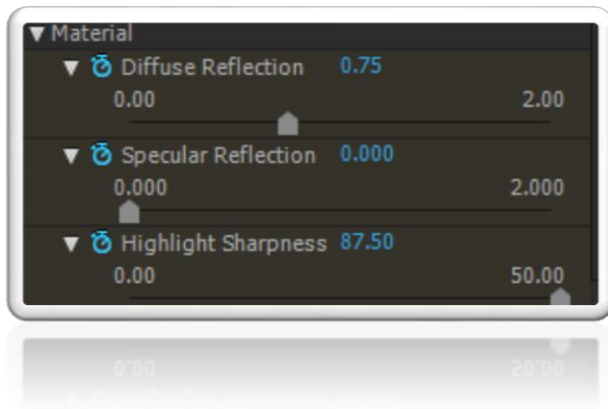 Material
Diffuse Reflection 0.75
0.00 2.00
Specular Reflection 0.000
0.000 2.000
Highlight Sharpness 87.50
0.00 50.00